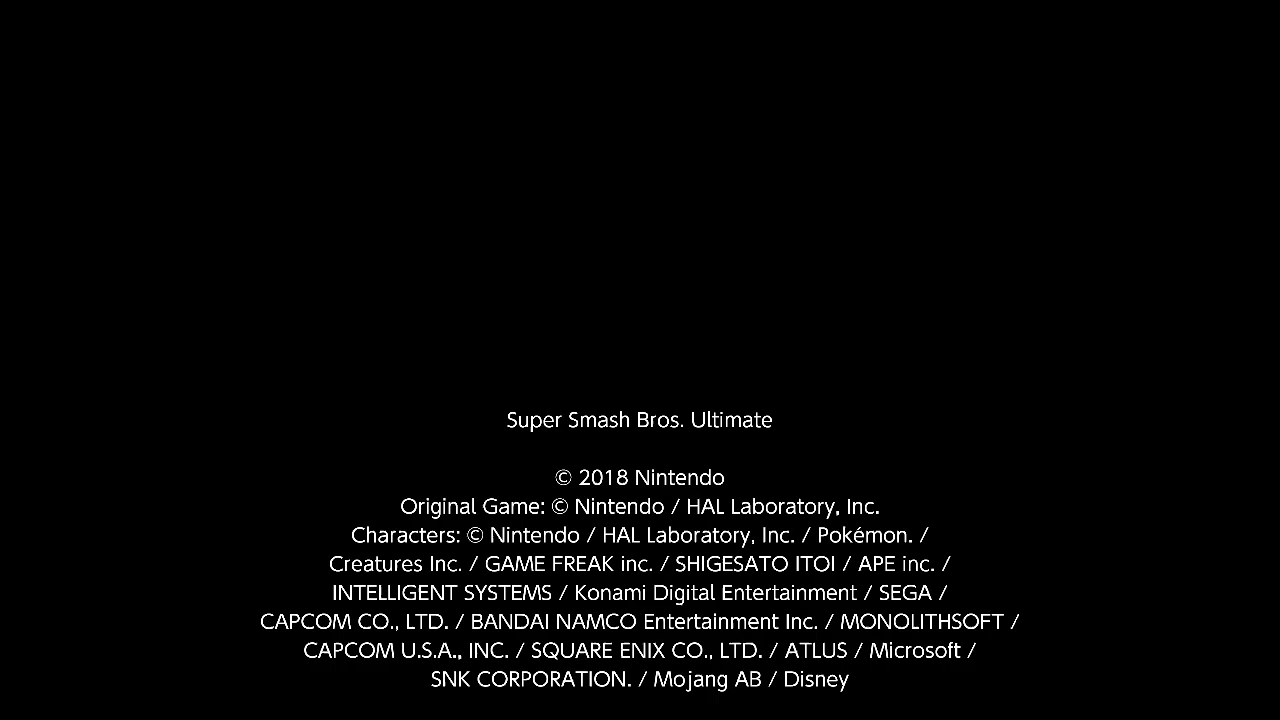 Super Smash Bros. Ultimate
© 2018 Nintendo
Original Game: © Nintendo / HAL Laboratory, Inc.
Characters: © Nintendo / HAL Laboratory, Inc. / Pokémon. /
Creatures Inc. / GAME FREAK inc. / SHIGESATO ITOI / APE inc. /
INTELLIGENT SYSTEMS / Konami Digital Entertainment / SEGA /
CAPCOM CO., LTD. / BANDAI NAMCO Entertainment Inc. / MONOLITHSOFT /
CAPCOM U.S.A., INC. / SQUARE ENIX CO., LTD. / ATLUS / Microsoft /
SNK CORPORATION. / Mojang AB / Disney